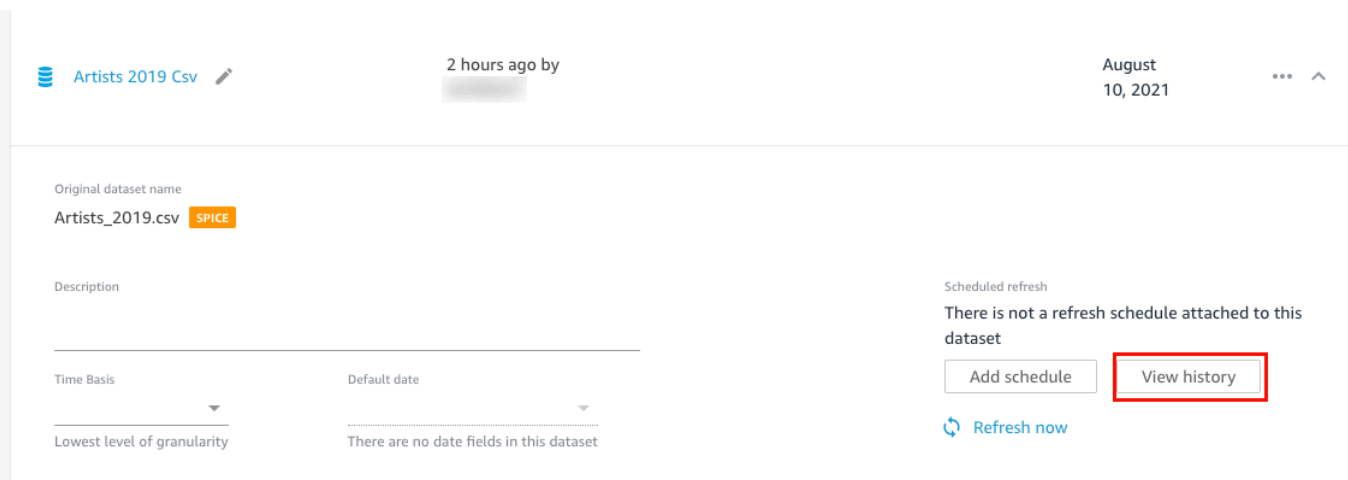 Artists 2019 Csv
2 hours ago by
August
10, 2021
Original dataset name
Artists_2019.csv SPICE
Description
Scheduled refresh
There is not a refresh schedule attached to this
dataset
Add schedule View history
Time Basis
Default date
Lowest level of granularity
There are no date fields in this dataset
Refresh now